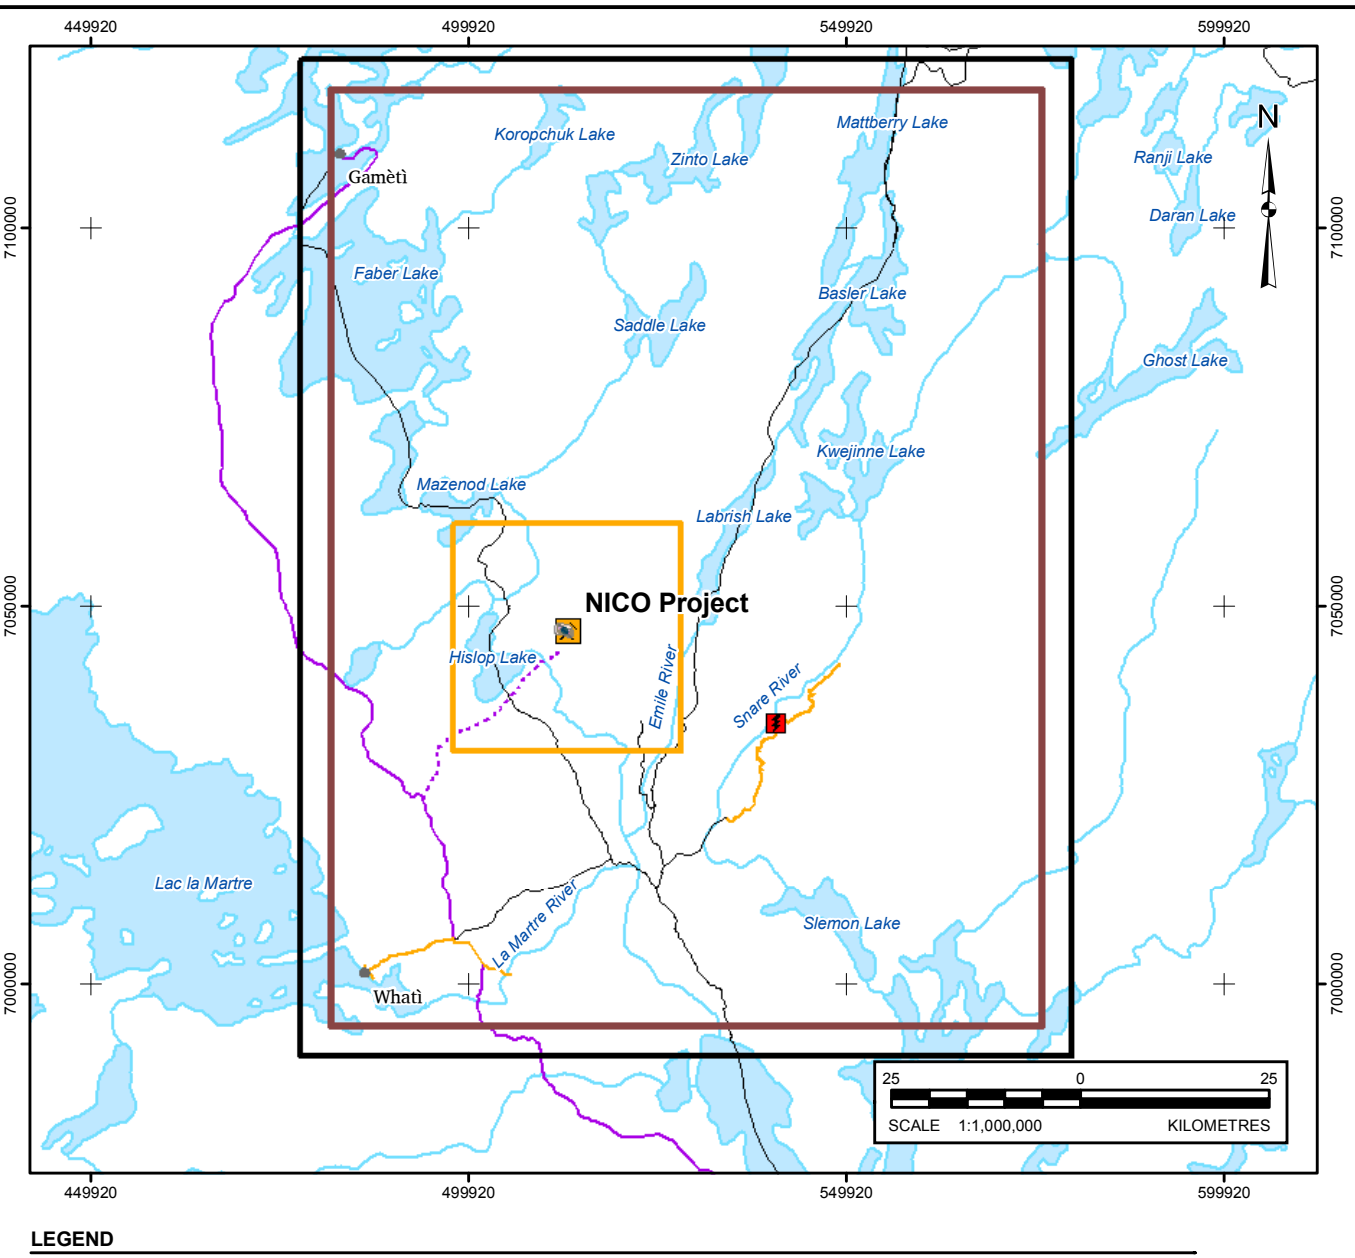 449920 499920 549920 599920
Koropchuk Lake
Mattberry Lake
N
Zinto Lake
Ranji Lake
Gamètì
Daran Lake
7100000
7100000
Faber Lake
Basler Lake
Saddle Lake
Ghost Lake
Kwejinne Lake
Mazenod Lake
Labrish Lake
NICO Project
7050000
7050000
Hislop Lake
Emile River
Snare River
Lac la Martre
La Martre River
Slemon Lake
Whatì
7000000
7000000
25 0 25
SCALE 1:1,000,000 KILOMETRES
449920 499920 549920 599920
LEGEND